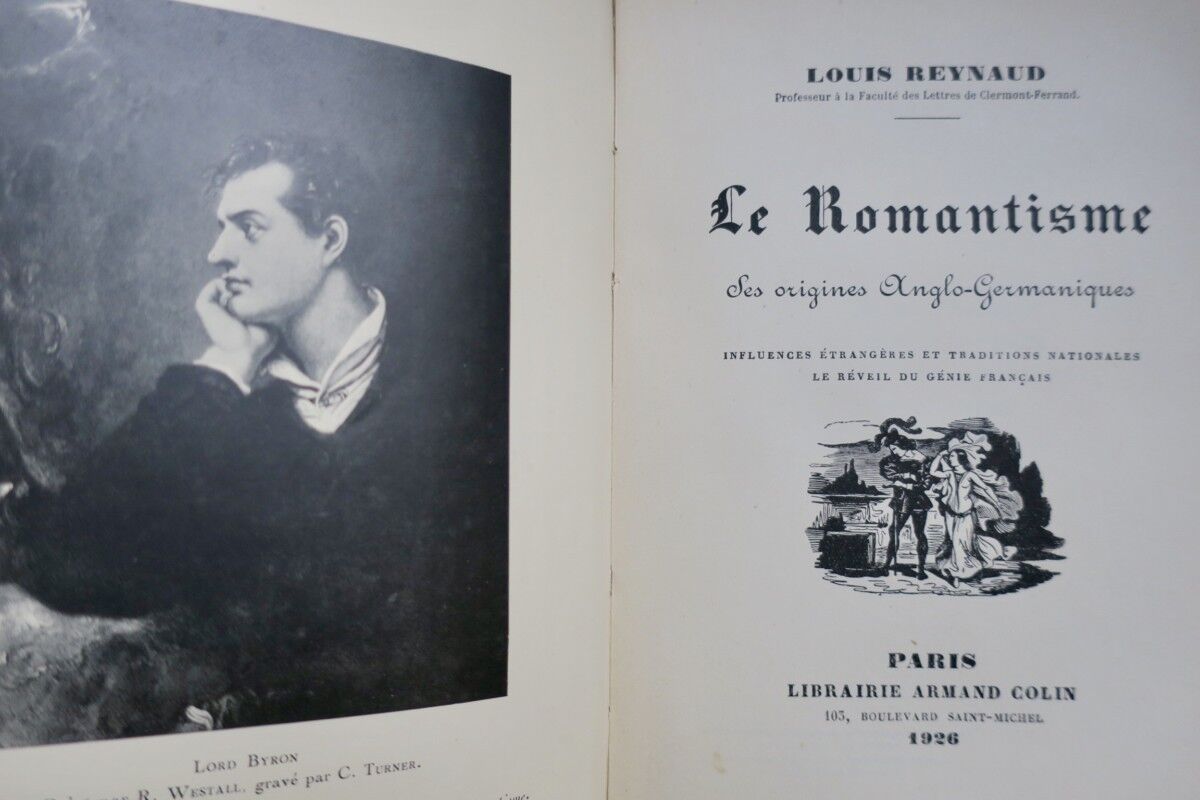 LORD BYRON
par R. WESTALL, gravé par C. TURNER.
LOUIS REYNAUD
Professeur à la Faculté des Lettres de Clermont-Ferrand.
Le Romantisme
Ses origines Anglo-Germaniques
INFLUENCES ÉTRANGÈRES ET TRADITIONS NATIONALES
LE RÉVEIL DU GÉNIE FRANÇAIS
PARIS
LIBRAIRIE ARMAND COLIN
103, BOULEVARD SAINT-MICHEL
1926